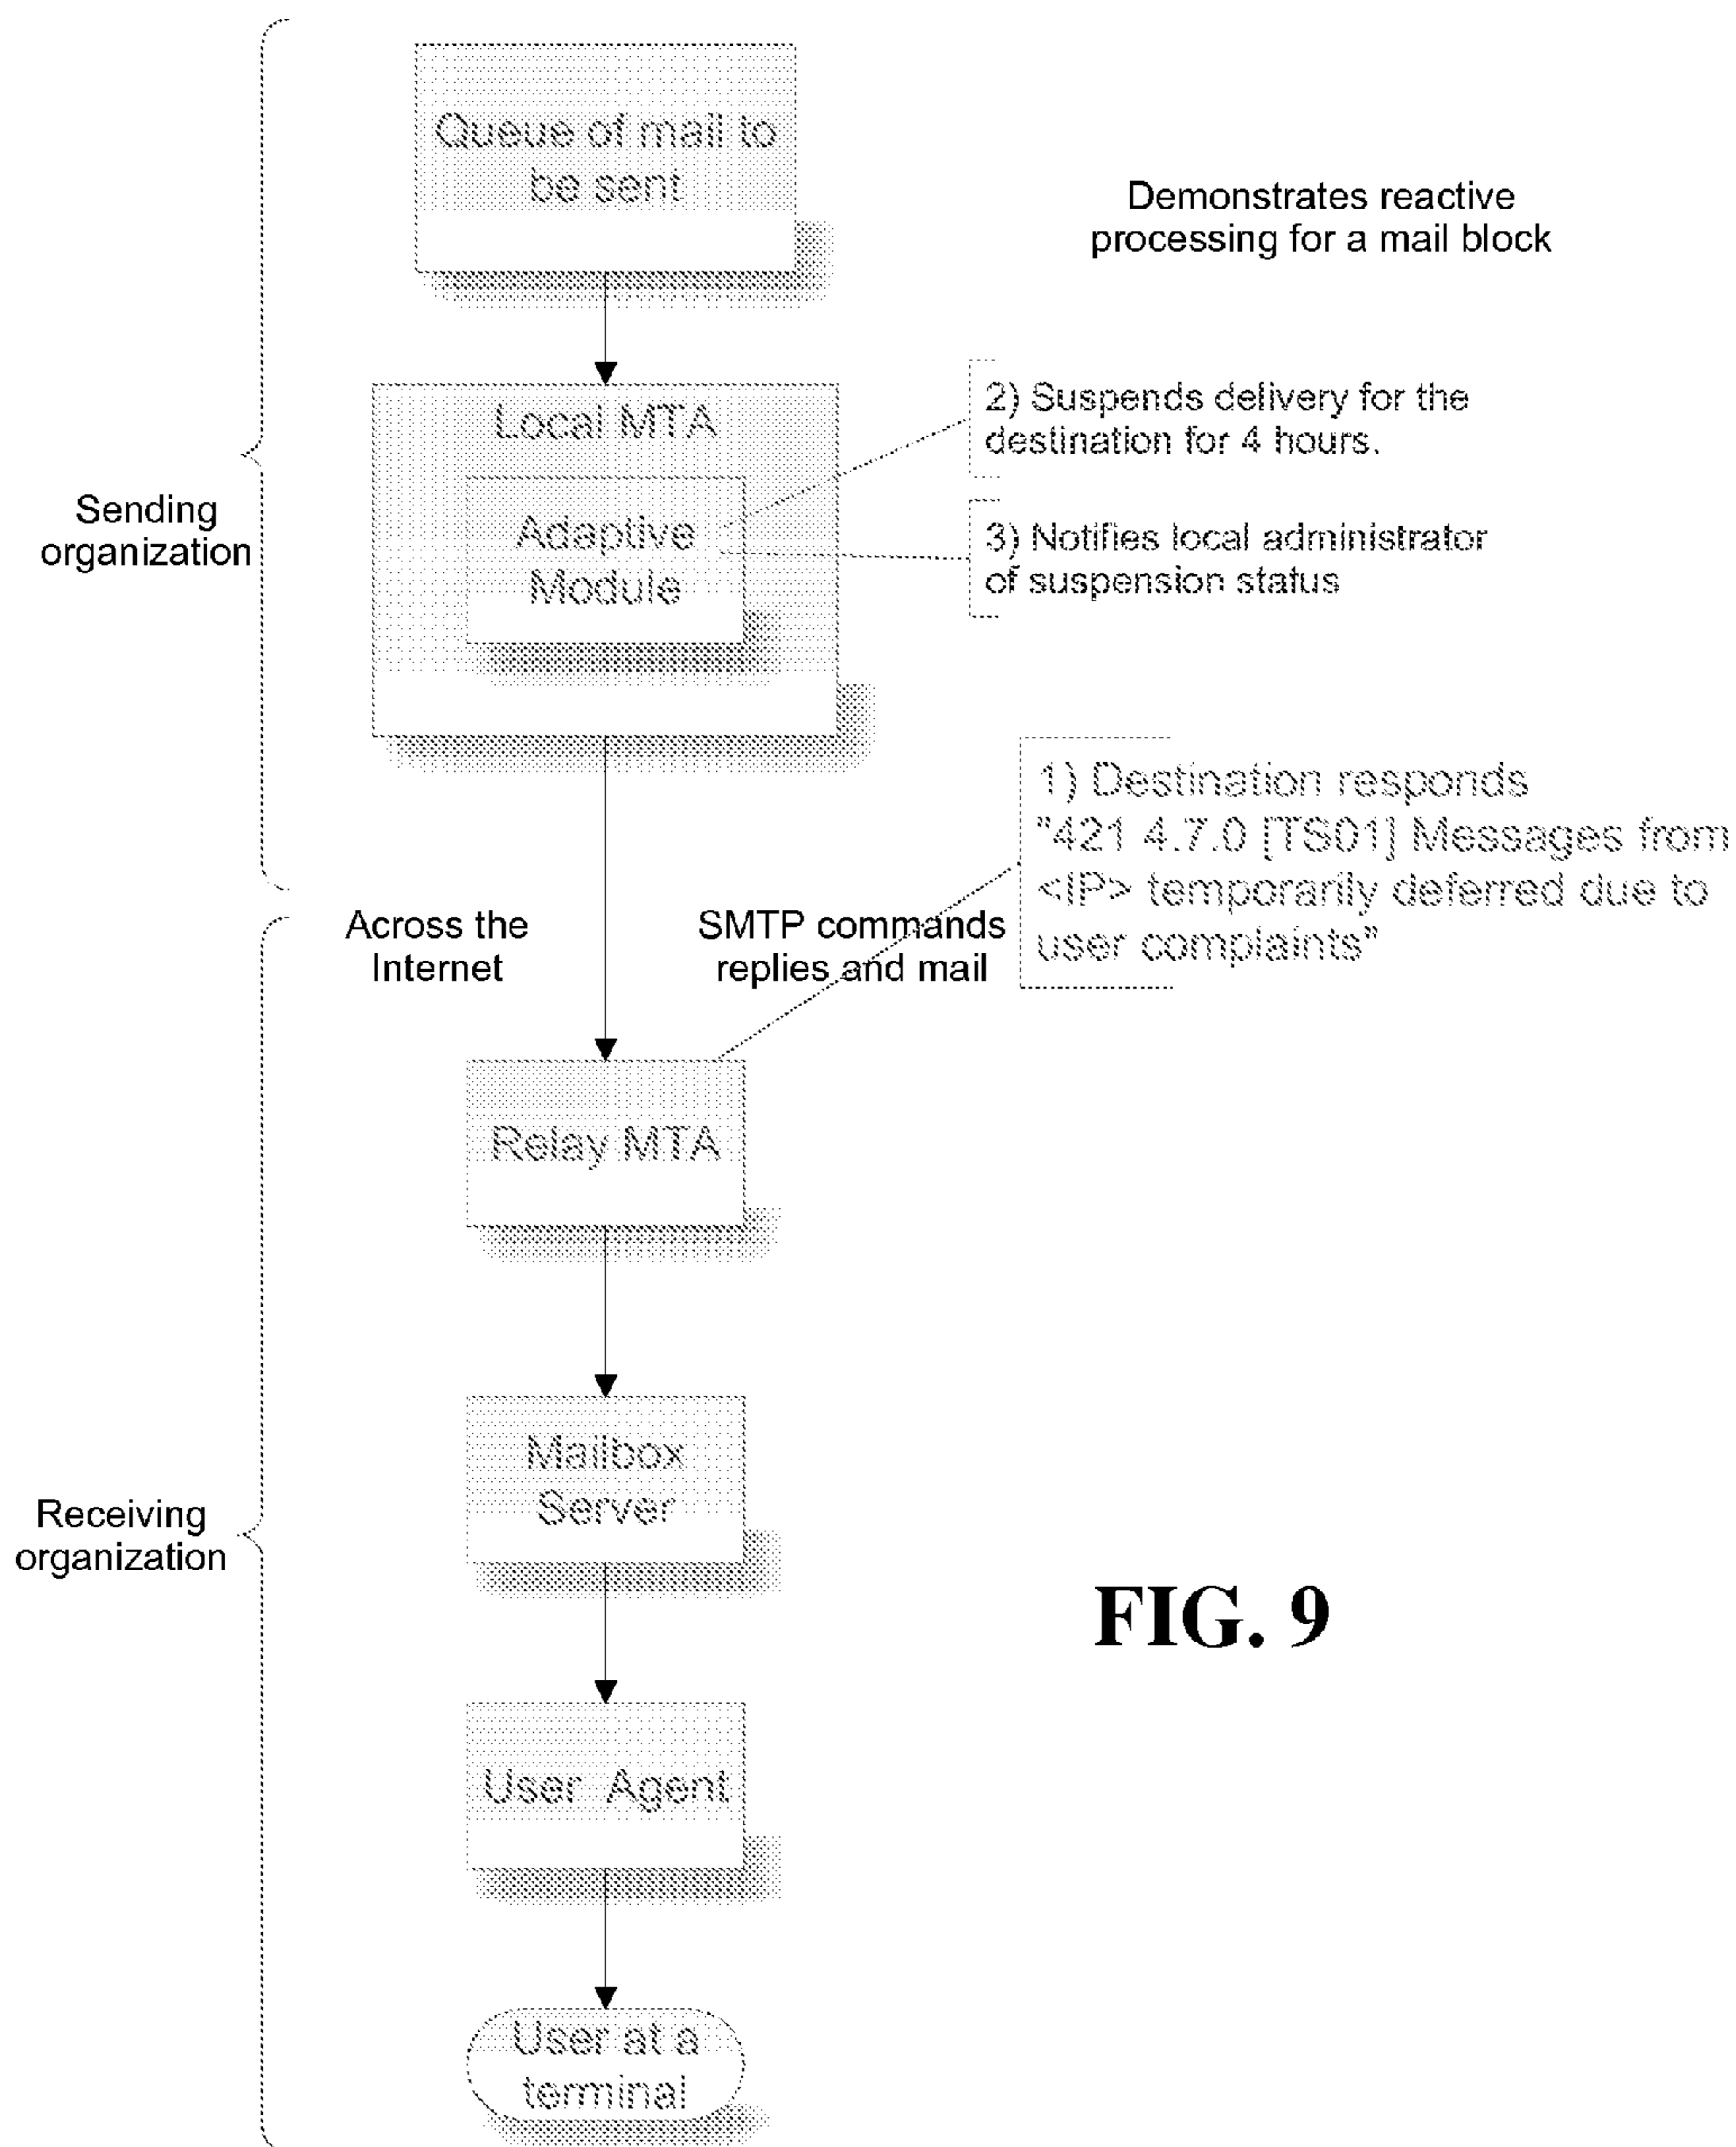 Queue of mail to
be sent
Demonstrates reactive
processing for a mail block
Local MTA
Adaptive
Module
2) Suspends delivery for the
destination for 4 hours.
3) Notifies local administrator
of suspension status
Sending
organization
1) Destination responds
"421 4.7.0 [TS01] Messages from
<IP> temporarily deferred due to
user complaints"
Across the
Internet
SMTP commands
replies and mail
Relay MTA
Mailbox
Server
Receiving
organization
FIG. 9
User Agent
User at a
terminal